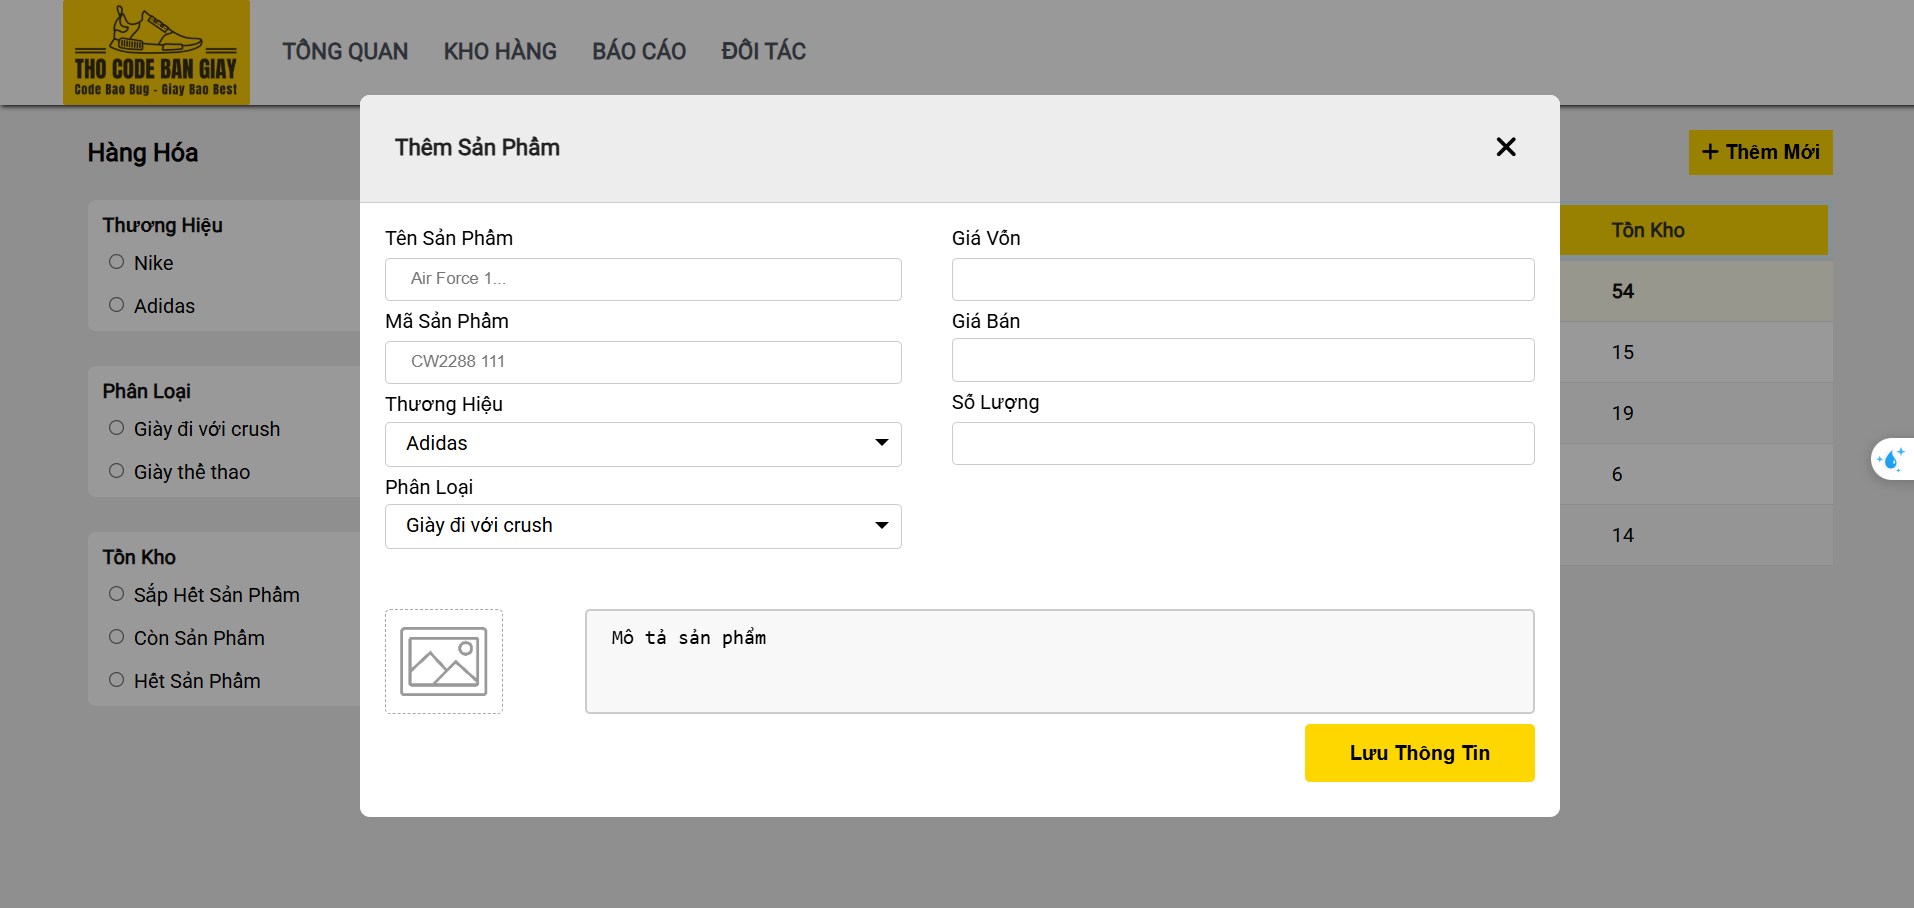 THO CODE BAN GIAY
Code Bao Bug - Giay Bao Best
TỔNG QUAN
KHO HÀNG
BÁO CÁO
ĐỐI TÁC
Hàng Hóa
+ Thêm Mới
Thương Hiệu
Nike
Adidas
Phân Loại
Giày đi với crush
Giày thể thao
Tồn Kho
Sắp Hết Sản Phẩm
Còn Sản Phẩm
Hết Sản Phẩm
Thêm Sản Phẩm
Tên Sản Phẩm
Air Force 1...
Mã Sản Phẩm
CW2288 111
Thương Hiệu
Adidas
Phân Loại
Giày đi với crush
Giá Vốn
Giá Bán
Số Lượng
Mô tả sản phẩm
Lưu Thông Tin
Tồn Kho
54
15
19
6
14